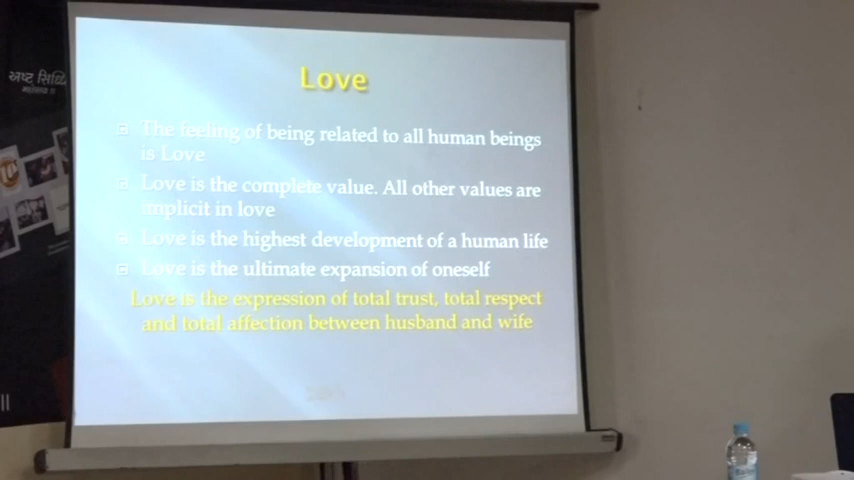 અષ્ટ સિદ્ધિ
Love
The feeling of being related to all human beings
is Love
Love is the complete value. All other values are
implicit in love
Love is the highest development of a human life
Love is the ultimate expansion of oneself
Love is the expression of total trust, total respect
and total affection between husband and wife